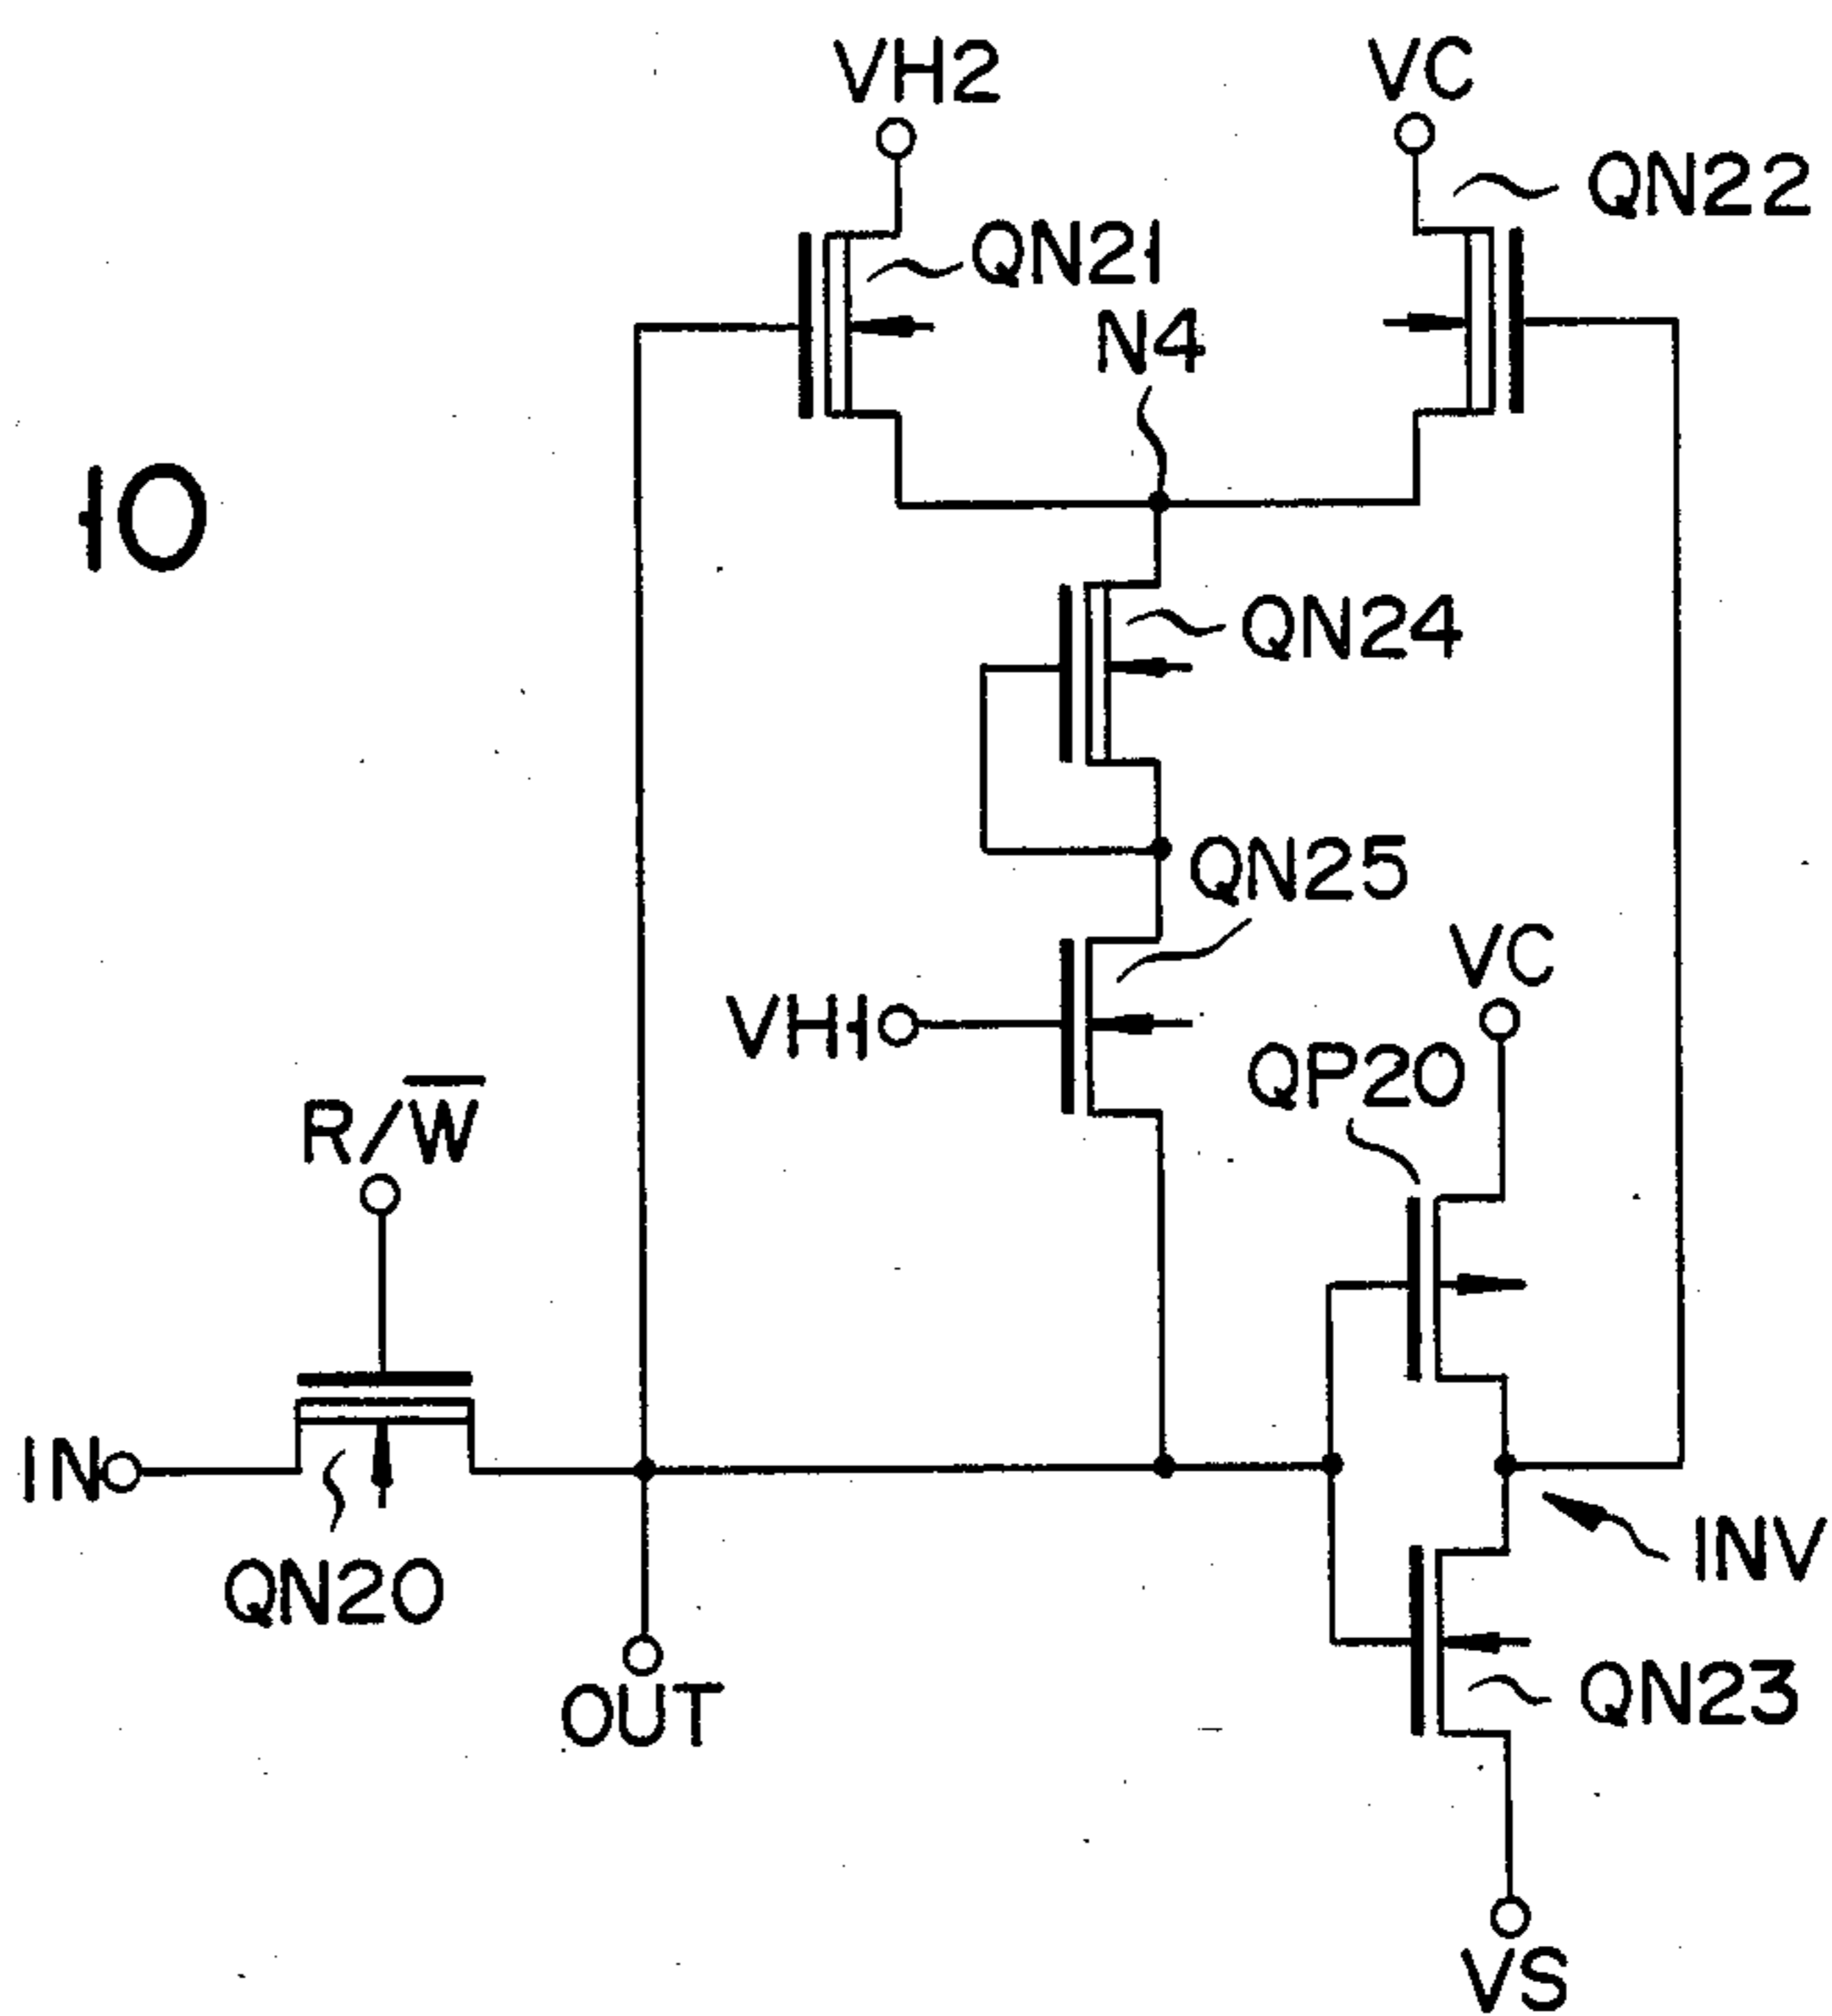 VH2
VC
QN22
QN21
N4
10
QN24
QN25
VC
VH1
QP20
R/W̅
IN
INV
QN20
QN23
OUT
VS